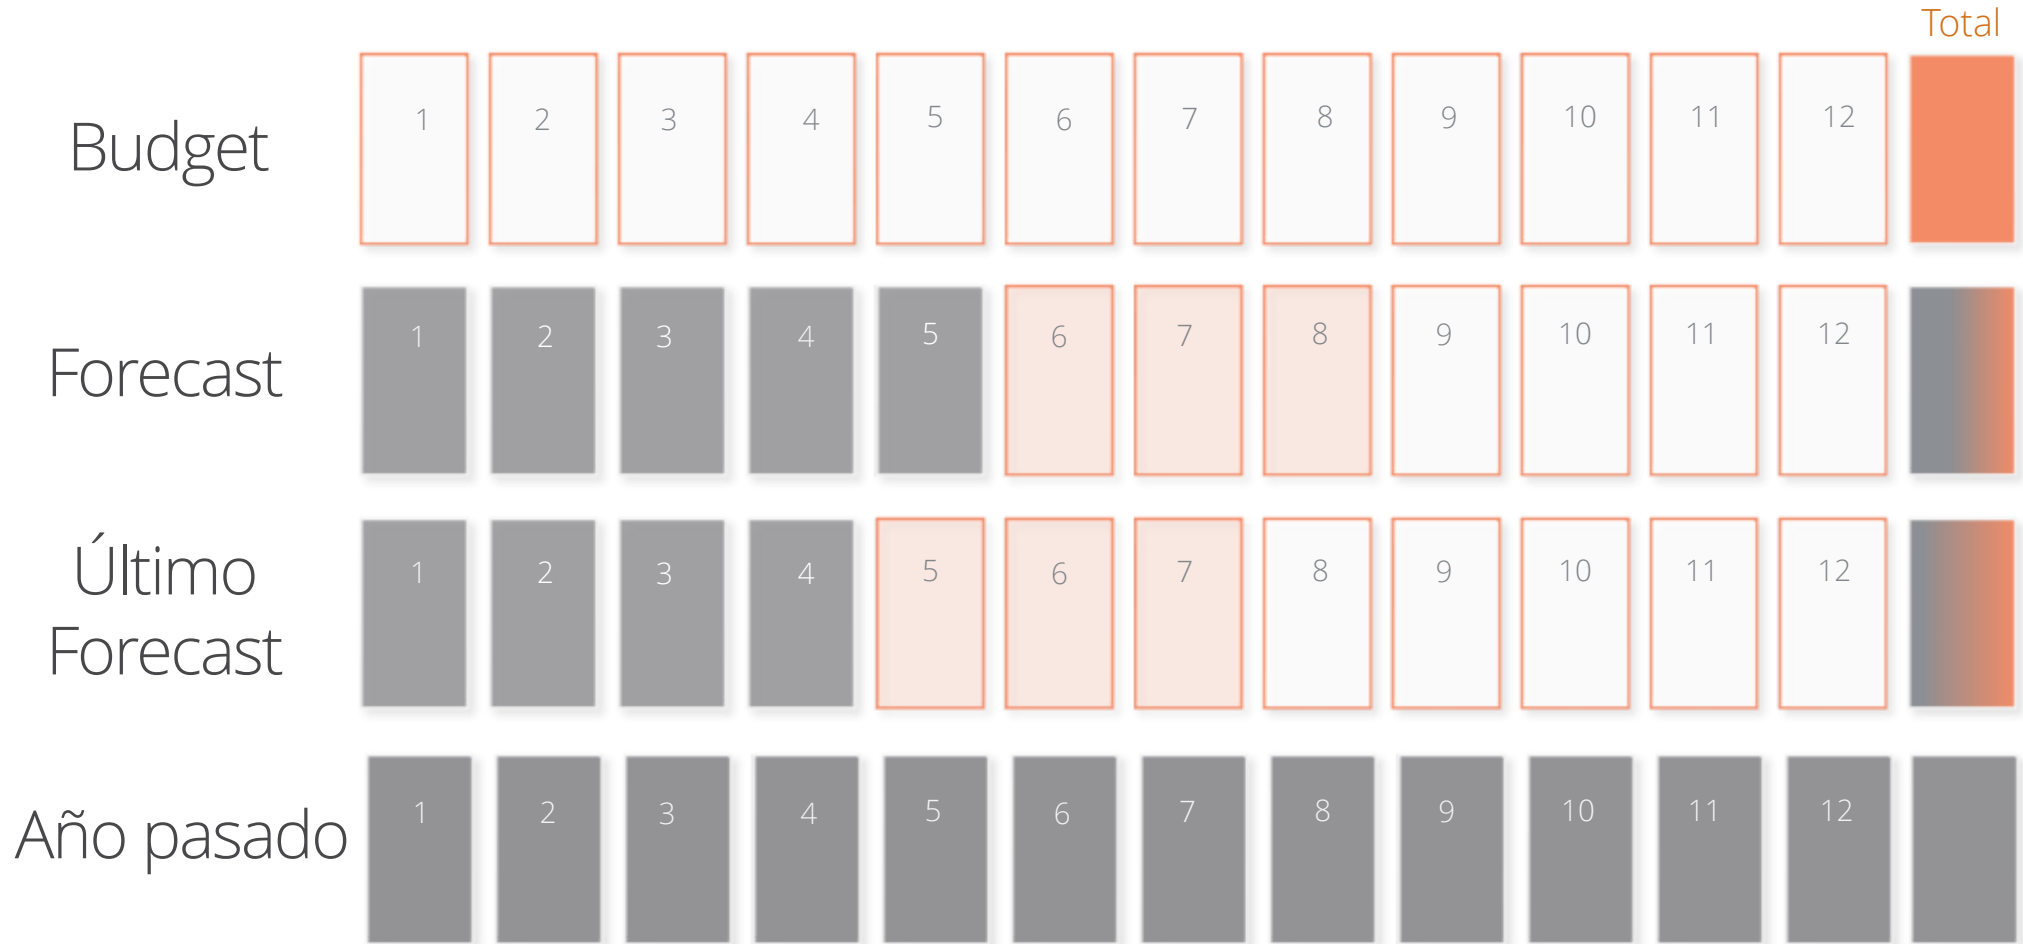 Total
Budget 1 2 3 4 5 6 7 8 9 10 11 12
Forecast 1 2 3 4 5 6 7 8 9 10 11 12
Último
Forecast 1 2 3 4 5 6 7 8 9 10 11 12
Año pasado 1 2 3 4 5 6 7 8 9 10 11 12